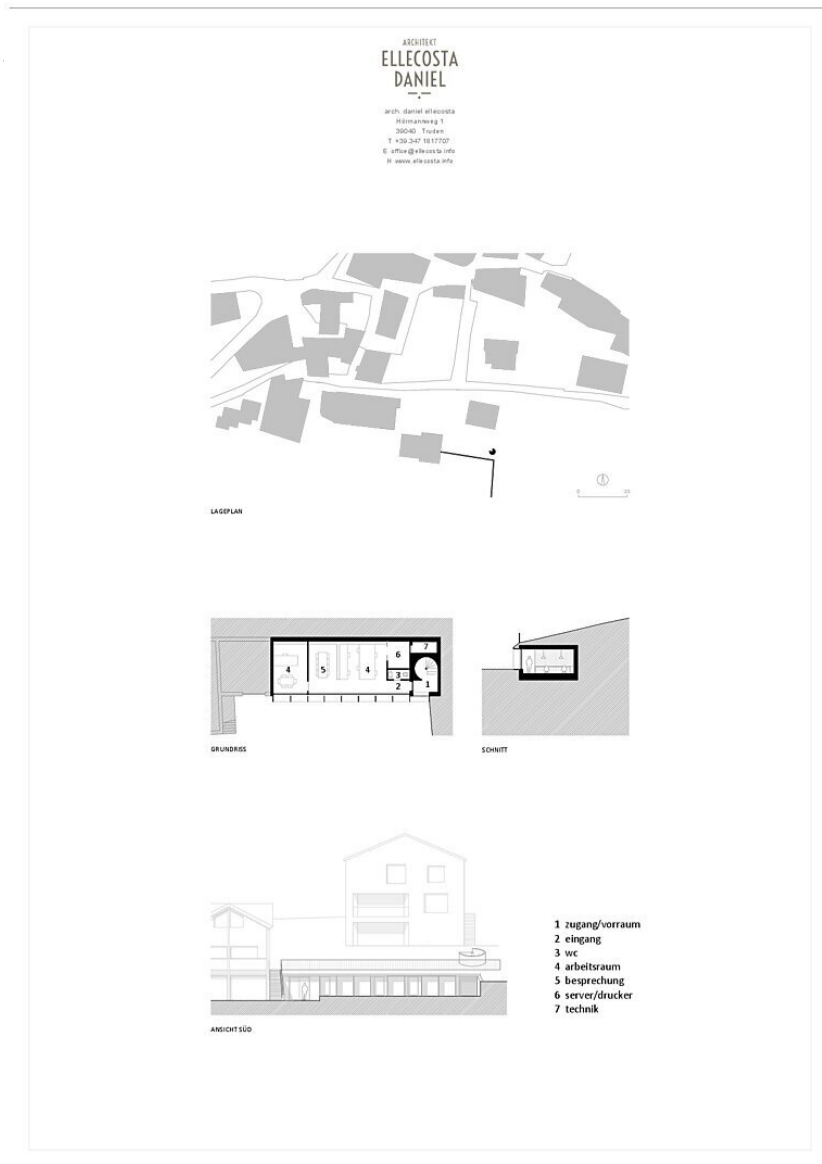 ARCHITEKT
ELLECOSTA
DANIEL
arch. daniel ellecosta
Hörmannweg 1
39040 Truden
T +39 347 1817707
E office@ellecosta.info
H www.ellecosta.info
0 20
LAGEPLAN
7
6
4 5 4
3
2 1
GRUNDRISS
SCHNITT
1 zugang/vorraum
2 eingang
3 wc
4 arbeitsraum
5 besprechung
6 server/drucker
7 technik
ANSICHT SÜD